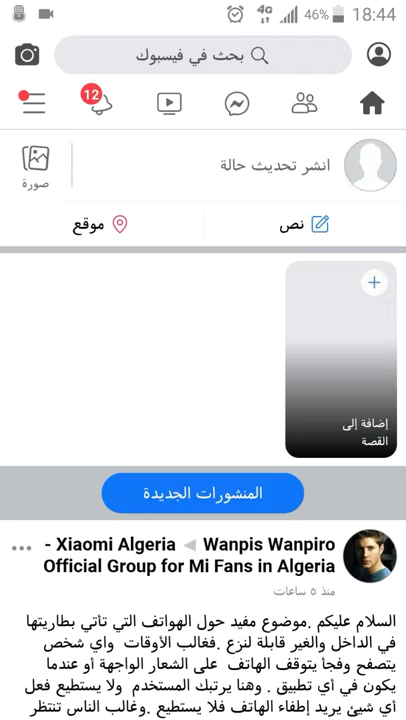 46% 18:44
4G
بحث في فيسبوك
12
انشر تحديث حالة
صورة
نص
موقع
إضافة إلى
القصة
المنشورات الجديدة
Wanpis Wanpiro ◀ Xiaomi Algeria -
Official Group for Mi Fans in Algeria
منذ ٥ ساعات
السلام عليكم .موضوع مفيد حول الهواتف التي تأتي بطاريتها
في الداخل والغير قابلة لنزع .فغالب الأوقات واي شخص
يتصفح وفجأ يتوقف الهاتف على الشعار الواجهة أو عندما
يكون في أي تطبيق . وهنا يرتبك المستخدم ولا يستطيع فعل
أي شيئ يريد إطفاء الهاتف فلا يستطيع .وغالب الناس تنتظر